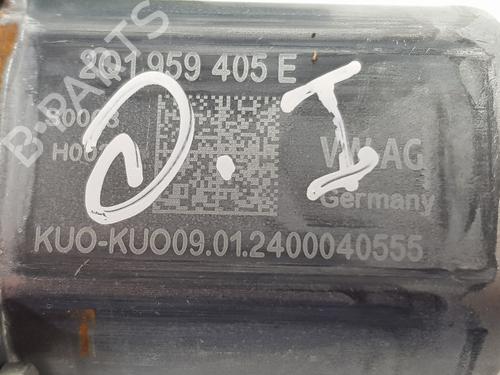 B-PARTS
2Q1 959 405 E
VW AG
Germany
KUO-KUO09.01.2400040555
D.I